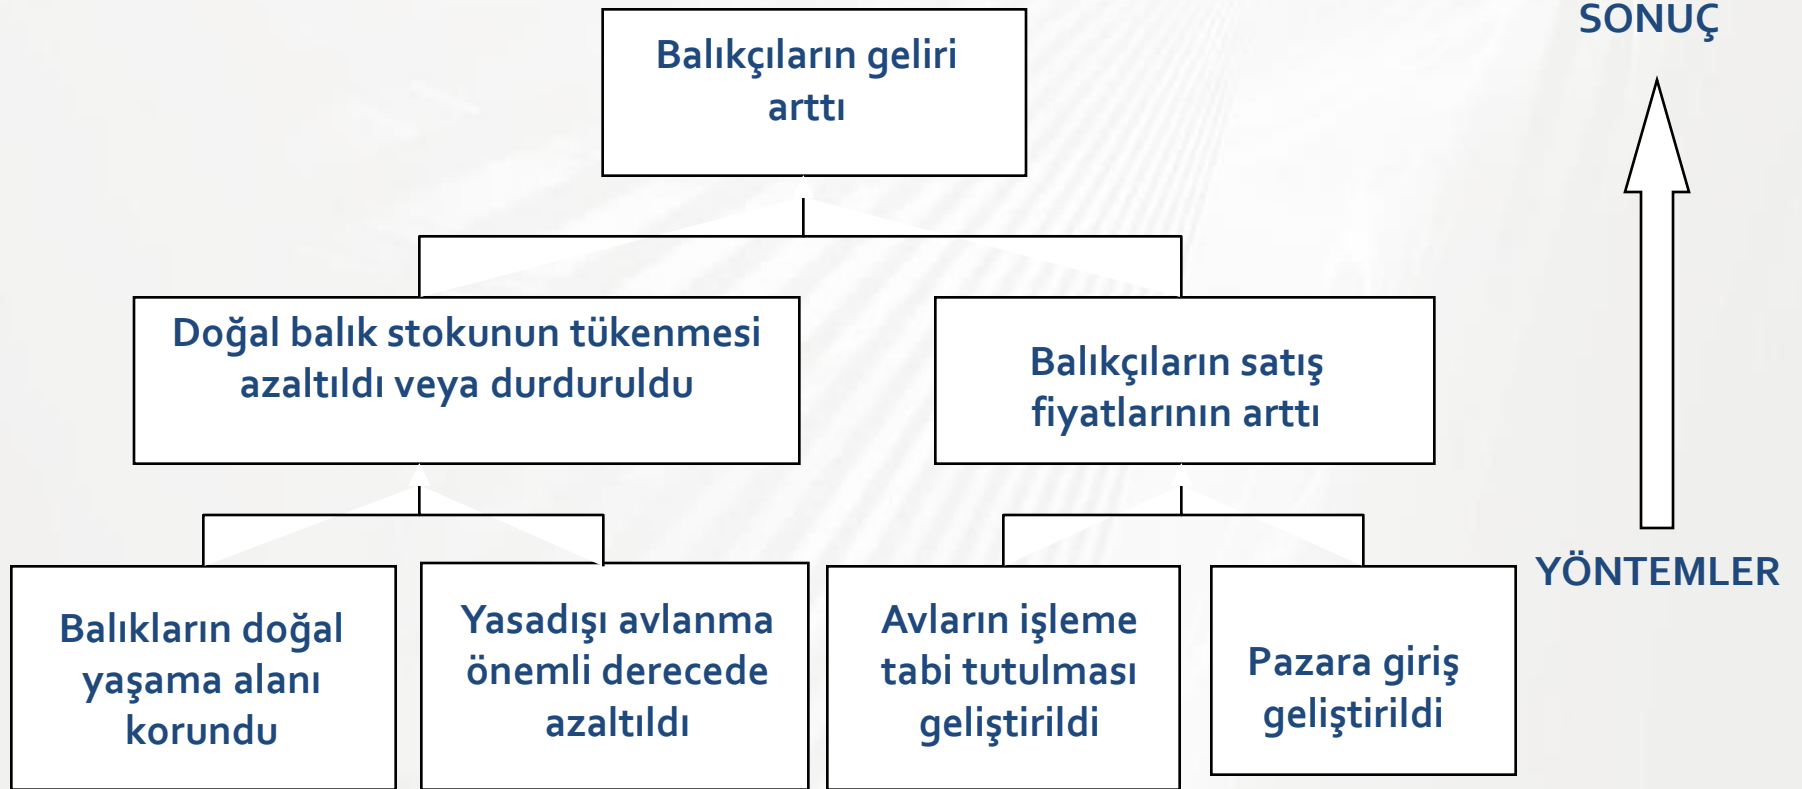 SONUÇ
Balıkçıların geliri
arttı
Doğal balık stokunun tükenmesi
azaltıldı veya durduruldu
Balıkçıların satış
fiyatlarının arttı
YÖNTEMLER
Balıkların doğal
yaşama alanı
korundu
Yasadışı avlanma
önemli derecede
azaltıldı
Avların işleme
tabi tutulması
geliştirildi
Pazara giriş
geliştirildi